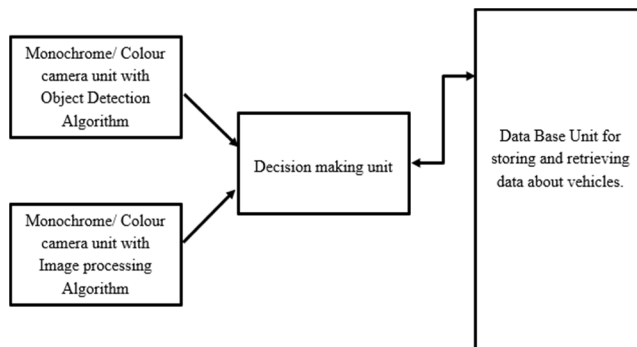 Monochrome/ Colour
camera unit with
Object Detection
Algorithm
Monochrome/ Colour
camera unit with
Image processing
Algorithm
Decision making unit
Data Base Unit for
storing and retrieving
data about vehicles.